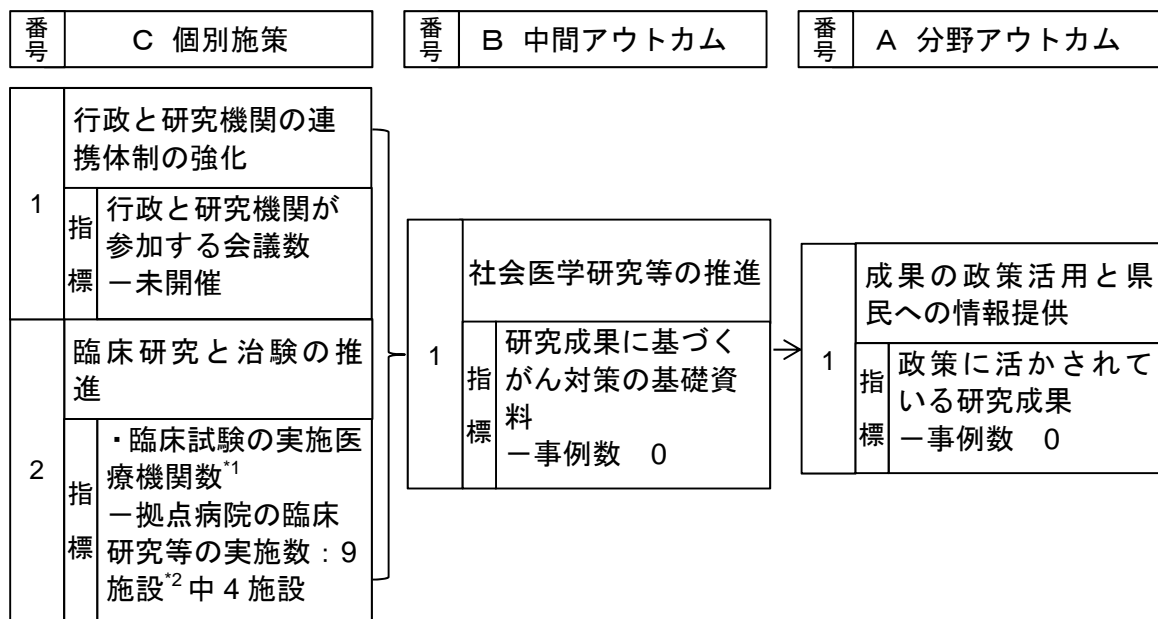 番号
C 個別施策
番号
B 中間アウトカム
番号
A 分野アウトカム
1
行政と研究機関の連
携体制の強化
指標
行政と研究機関が
参加する会議数
－未開催
2
臨床研究と治験の推
進
指標
・臨床試験の実施医
療機関数*1
－拠点病院の臨床
研究等の実施数：9
施設*2 中 4 施設
1
社会医学研究等の推進
指標
研究成果に基づく
がん対策の基礎資
料
－事例数　0
1
成果の政策活用と県
民への情報提供
指標
政策に活かされて
いる研究成果
－事例数　0